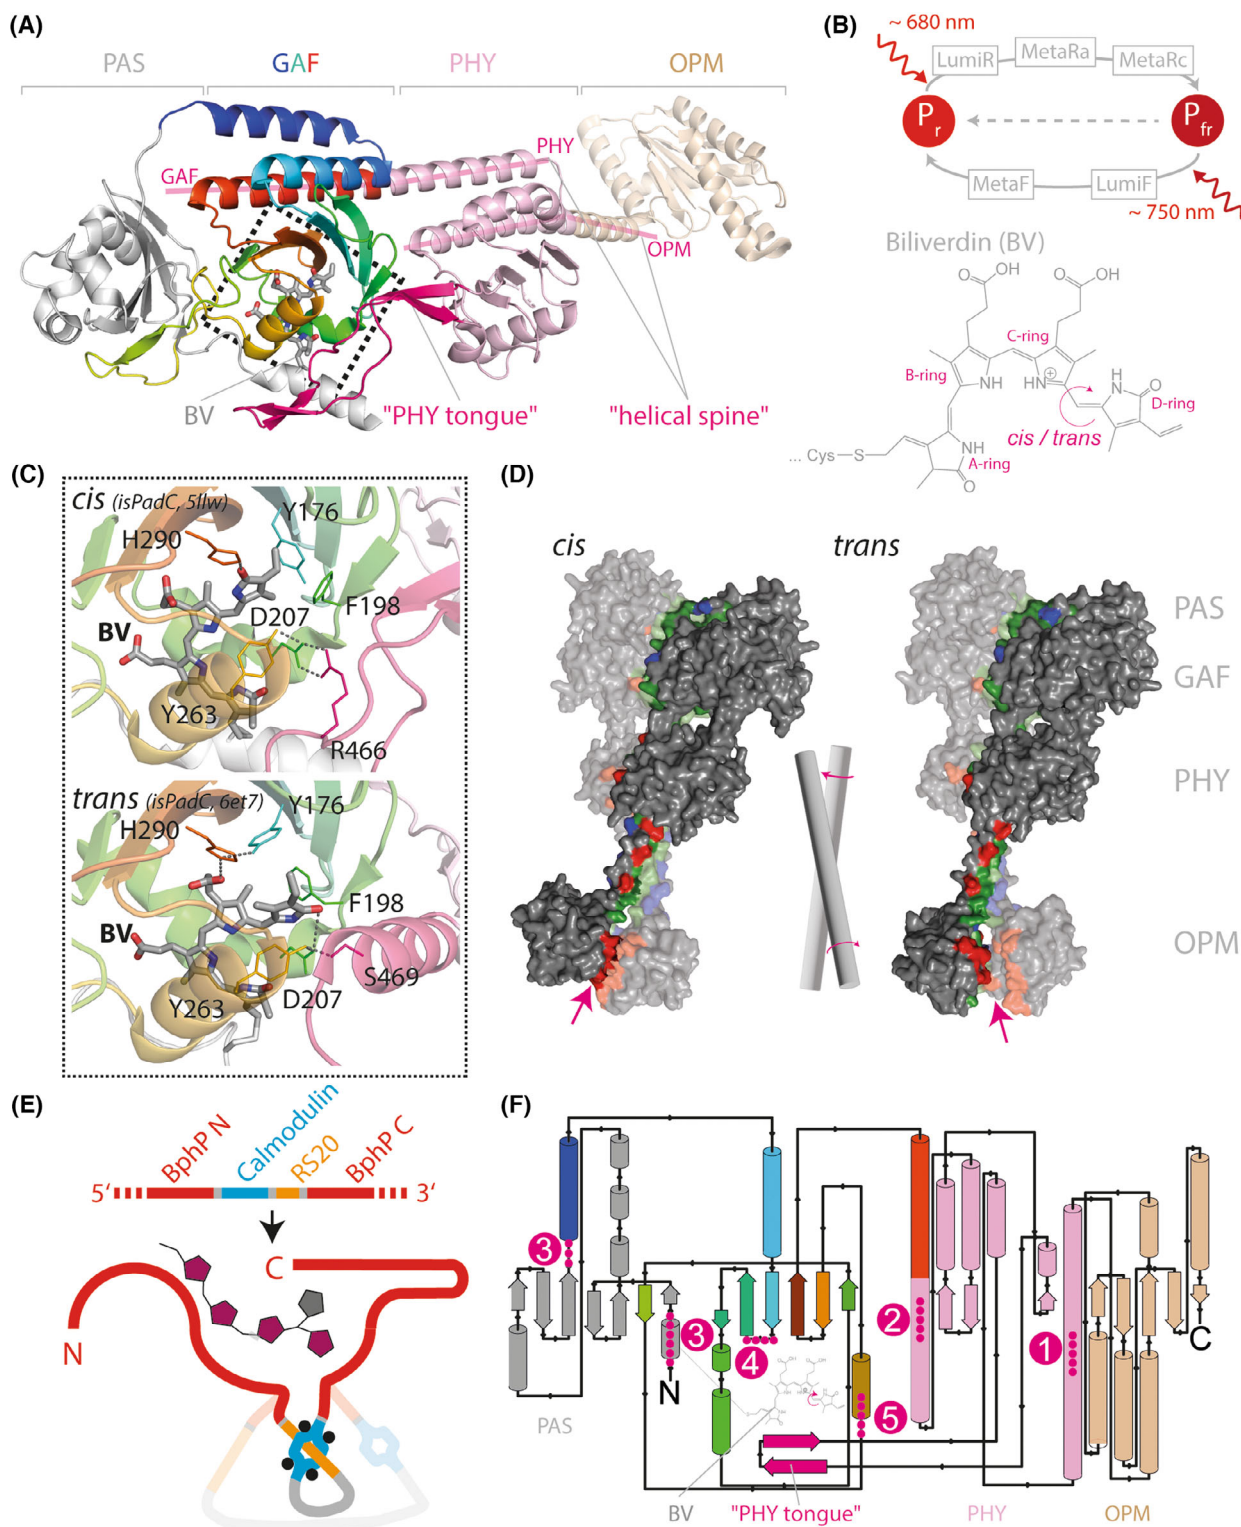 (A)
PAS GAF PHY OPM
GAF
PHY
OPM
BV
"PHY tongue"
"helical spine"
(B)
~ 680 nm
LumiR MetaRa MetaRc
Pr
Pfr
MetaF LumiF
~ 750 nm
Biliverdin (BV)
OH
O
OH
O
C-ring
B-ring
NH
NH
⊕
H
N
O
D-ring
cis / trans
... Cys S
NH
A-ring
O
(C)
cis (isPadC, 5llw)
Y176
H290
F198
D207
BV
Y263
R466
trans (isPadC, 6et7)
Y176
H290
F198
BV
S469
Y263
D207
(D)
cis trans
PAS
GAF
PHY
OPM
(E)
BphP N
Calmodulin
RS20
BphP C
5‘
3‘
C
N
(F)
3
3
4
5
2
1
N
C
PAS
BV
"PHY tongue"
PHY
OPM